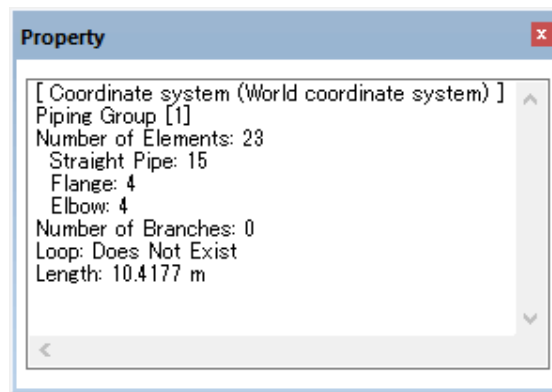 Property
[ Coordinate system (World coordinate system) ]
Piping Group [1]
Number of Elements: 23
Straight Pipe: 15
Flange: 4
Elbow: 4
Number of Branches: 0
Loop: Does Not Exist
Length: 10.4177 m